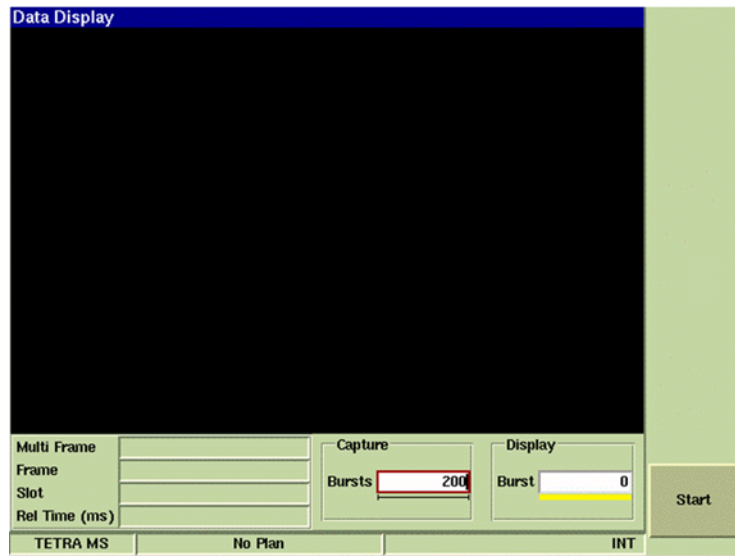 Data Display
Multi Frame
Frame
Slot
Rel Time (ms)
Capture
Bursts 200
Display
Burst 0
Start
TETRA MS No Plan INT